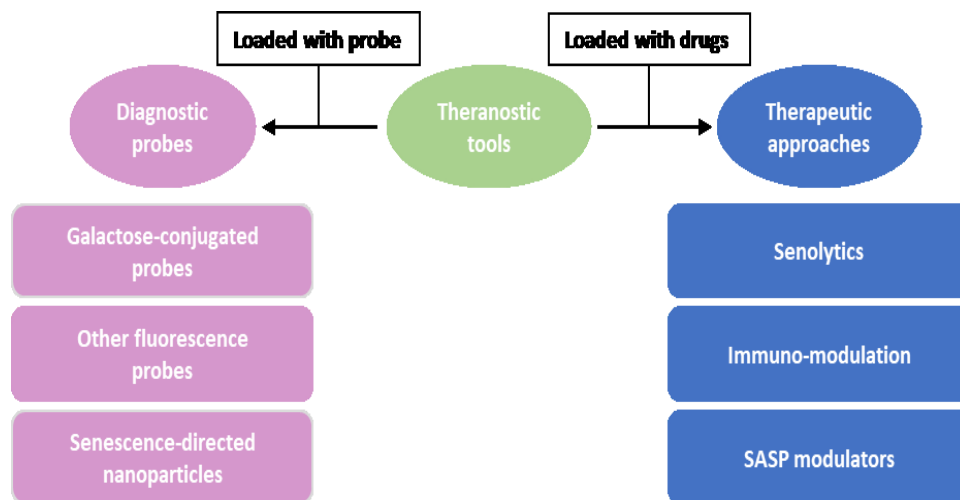 Loaded with probe
Loaded with drugs
Diagnostic
probes
Theranostic
tools
Therapeutic
approaches
Galactose-conjugated
probes
Other fluorescence
probes
Senescence-directed
nanoparticles
Senolytics
Immuno-modulation
SASP modulators